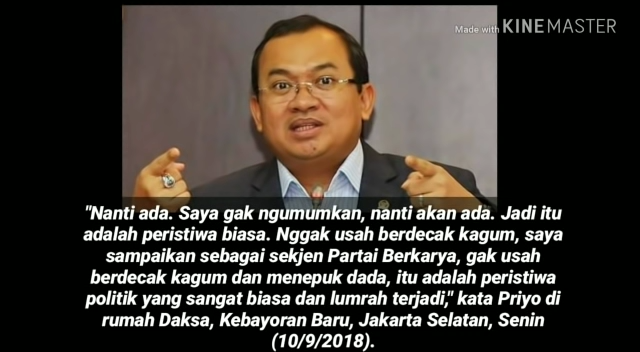 Made with KINEMASTER
"Nanti ada. Saya gak ngumumkan, nanti akan ada. Jadi itu
adalah peristiwa biasa. Nggak usah berdecak kagum, saya
sampaikan sebagai sekjen Partai Berkarya, gak usah
berdecak kagum dan menepuk dada, itu adalah peristiwa
politik yang sangat biasa dan lumrah terjadi," kata Priyo di
rumah Daksa, Kebayoran Baru, Jakarta Selatan, Senin
(10/9/2018).